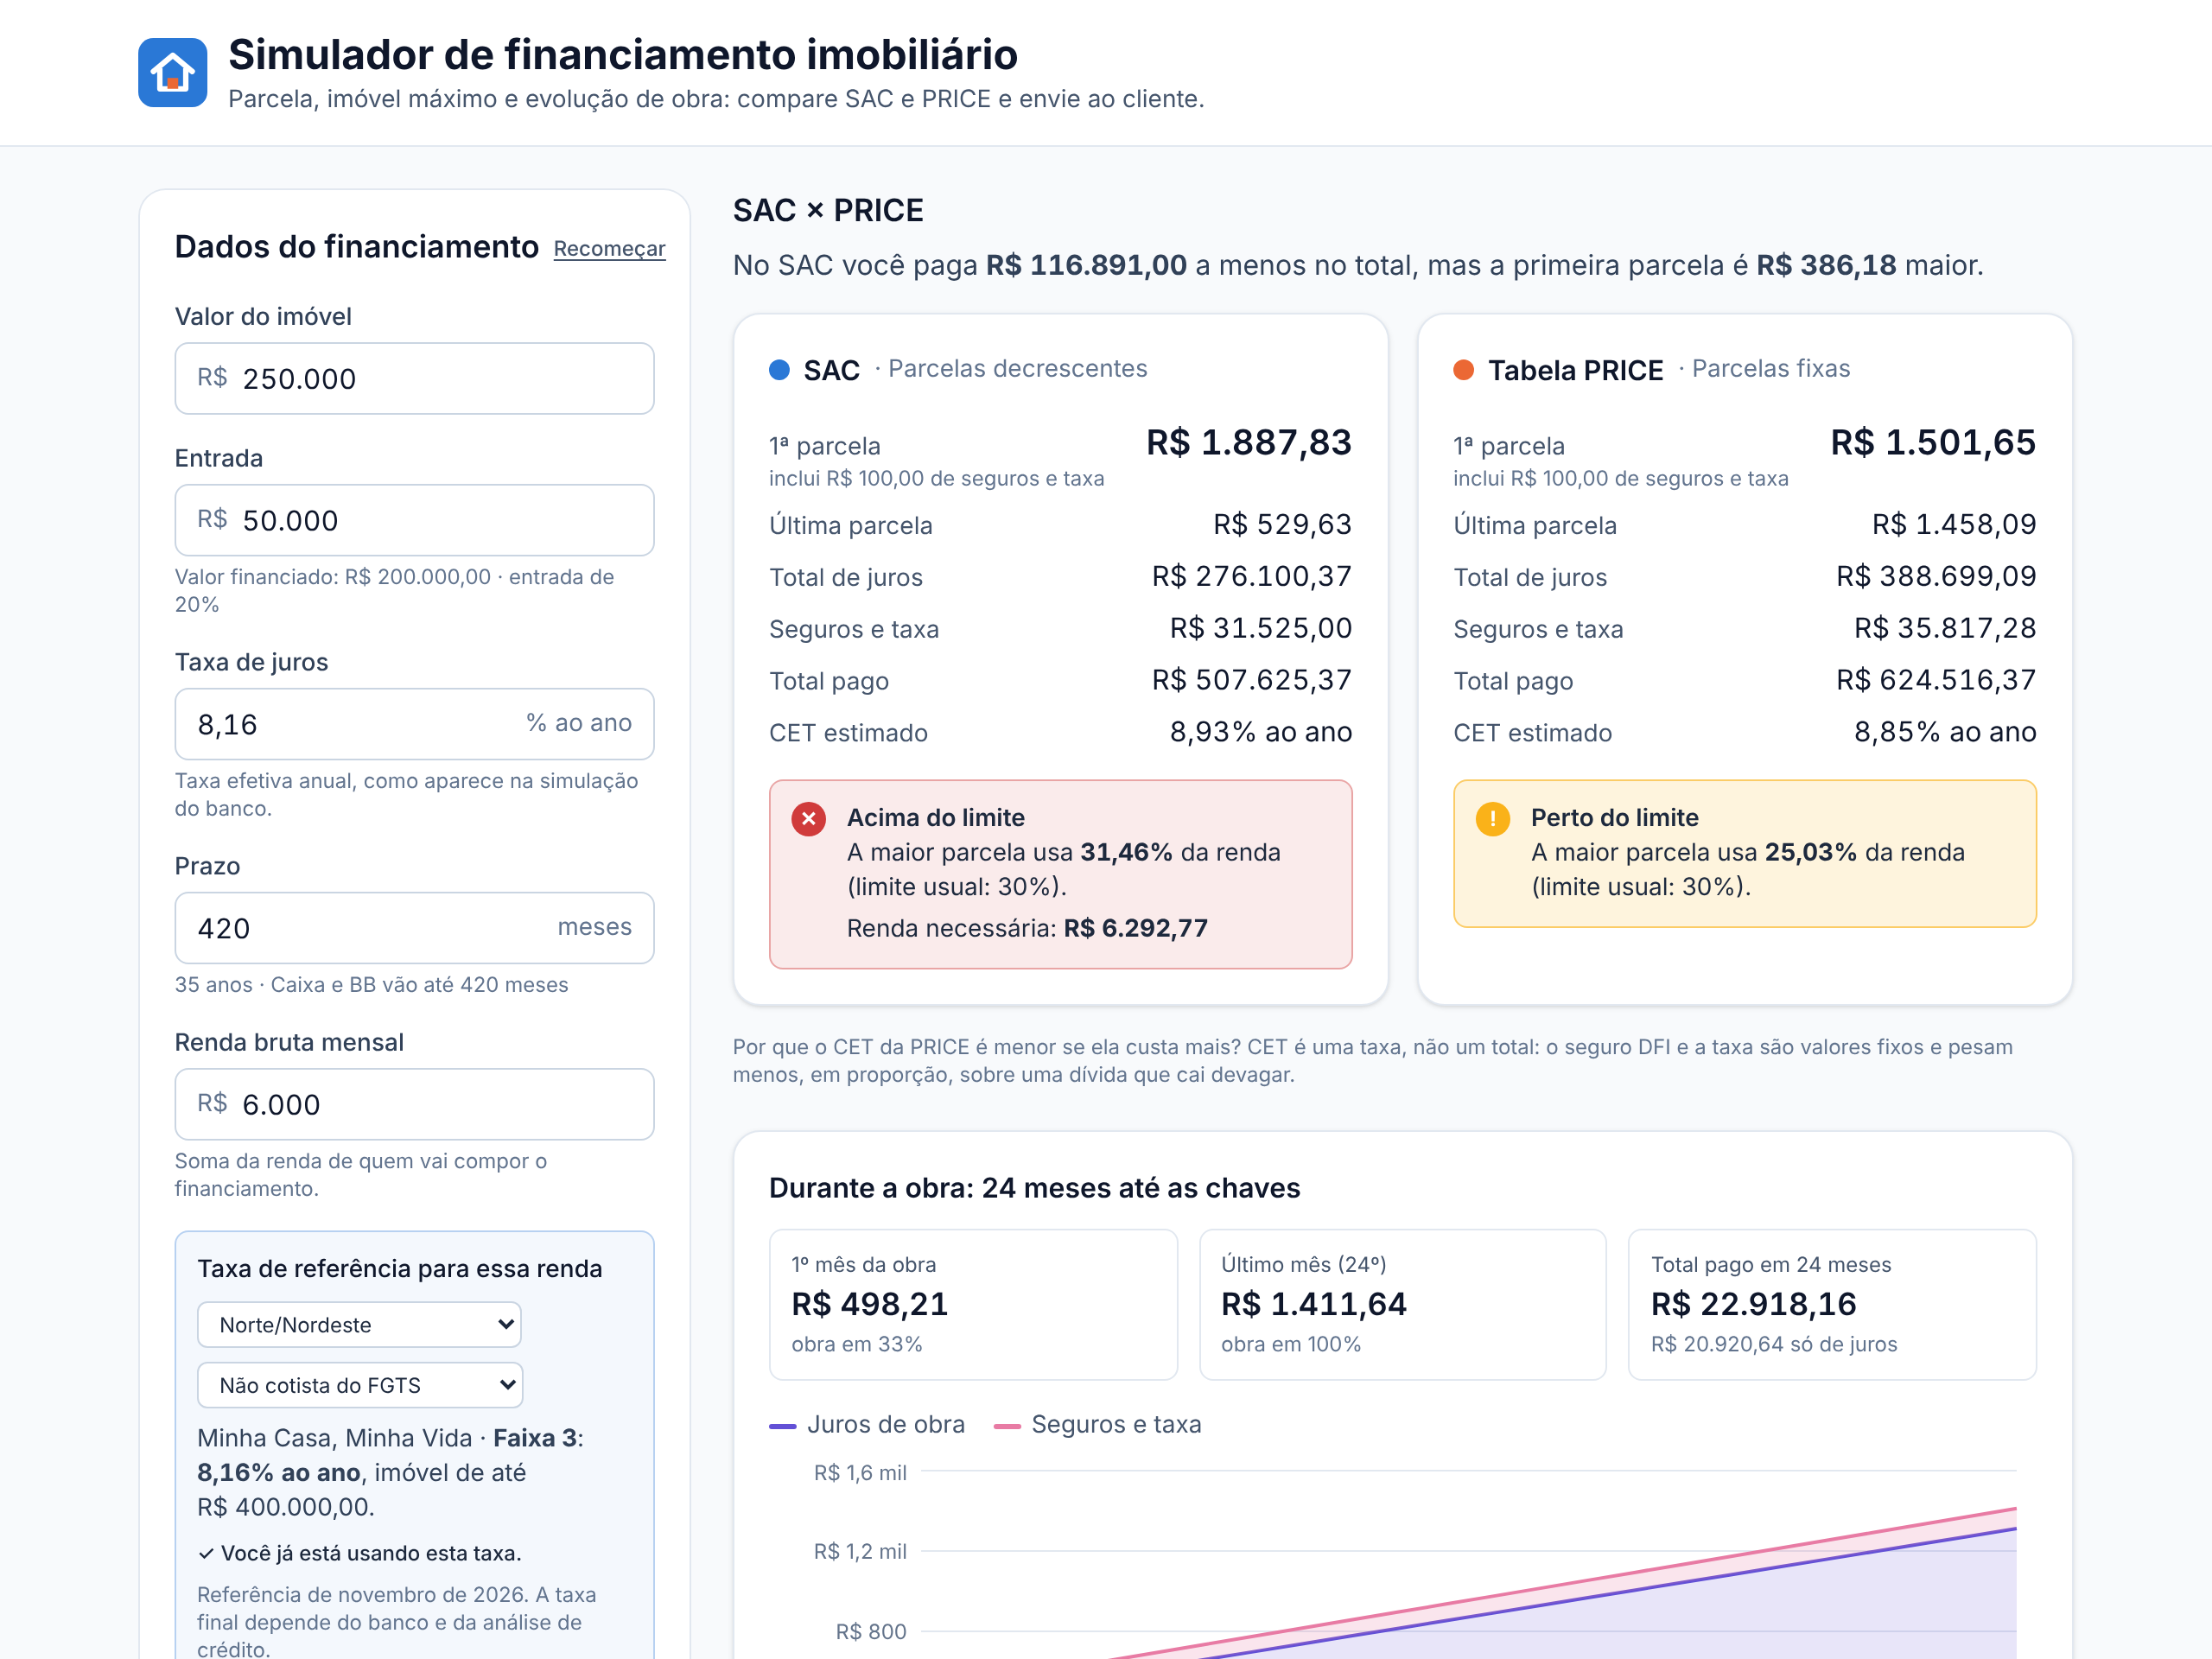 Simulador de financiamento imobiliário
Parcela, imóvel máximo e evolução de obra: compare SAC e PRICE e envie ao cliente.
Dados do financiamento Recomeçar
Valor do imóvel
R$ 250.000
Entrada
R$ 50.000
Valor financiado: R$ 200.000,00 · entrada de
20%
Taxa de juros
8,16 % ao ano
Taxa efetiva anual, como aparece na simulação
do banco.
Prazo
420 meses
35 anos · Caixa e BB vão até 420 meses
Renda bruta mensal
R$ 6.000
Soma da renda de quem vai compor o
financiamento.
Taxa de referência para essa renda
Norte/Nordeste
Não cotista do FGTS
Minha Casa, Minha Vida · Faixa 3:
8,16% ao ano, imóvel de até
R$ 400.000,00.
✓ Você já está usando esta taxa.
Referência de novembro de 2026. A taxa
final depende do banco e da análise de
crédito.
SAC × PRICE
No SAC você paga R$ 116.891,00 a menos no total, mas a primeira parcela é R$ 386,18 maior.
SAC · Parcelas decrescentes
1ª parcela R$ 1.887,83
inclui R$ 100,00 de seguros e taxa
Última parcela R$ 529,63
Total de juros R$ 276.100,37
Seguros e taxa R$ 31.525,00
Total pago R$ 507.625,37
CET estimado 8,93% ao ano
Acima do limite
A maior parcela usa 31,46% da renda
(limite usual: 30%).
Renda necessária: R$ 6.292,77
Tabela PRICE · Parcelas fixas
1ª parcela R$ 1.501,65
inclui R$ 100,00 de seguros e taxa
Última parcela R$ 1.458,09
Total de juros R$ 388.699,09
Seguros e taxa R$ 35.817,28
Total pago R$ 624.516,37
CET estimado 8,85% ao ano
Perto do limite
A maior parcela usa 25,03% da renda
(limite usual: 30%).
Por que o CET da PRICE é menor se ela custa mais? CET é uma taxa, não um total: o seguro DFI e a taxa são valores fixos e pesam
menos, em proporção, sobre uma dívida que cai devagar.
Durante a obra: 24 meses até as chaves
1º mês da obra
R$ 498,21
obra em 33%
Último mês (24º)
R$ 1.411,64
obra em 100%
Total pago em 24 meses
R$ 22.918,16
R$ 20.920,64 só de juros
Juros de obra Seguros e taxa
R$ 1,6 mil
R$ 1,2 mil
R$ 800